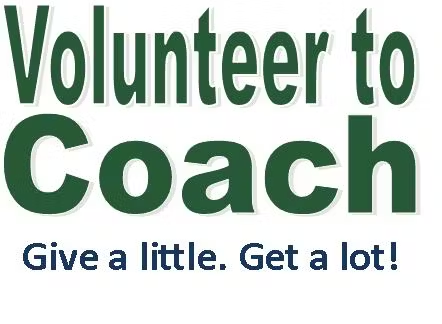 Volunteer to
Coach
Give a little. Get a lot!